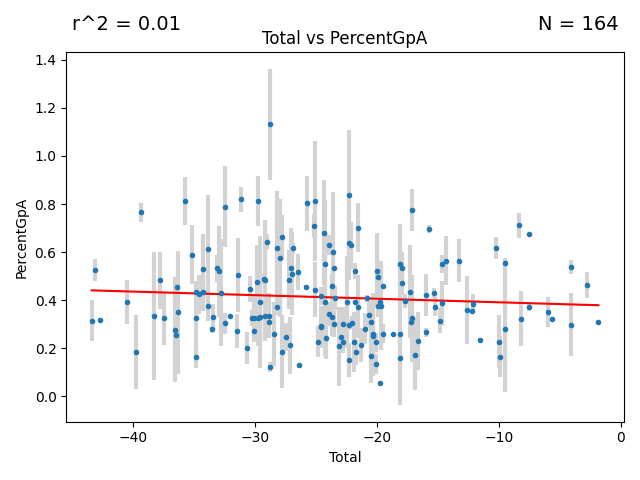 r^2 = 0.01
N = 164
Total vs PercentGpA
1.4
1.2
1.0
0.8
0.6
0.4
0.2
0.0
PercentGpA
−40
−30
−20
−10
0
Total